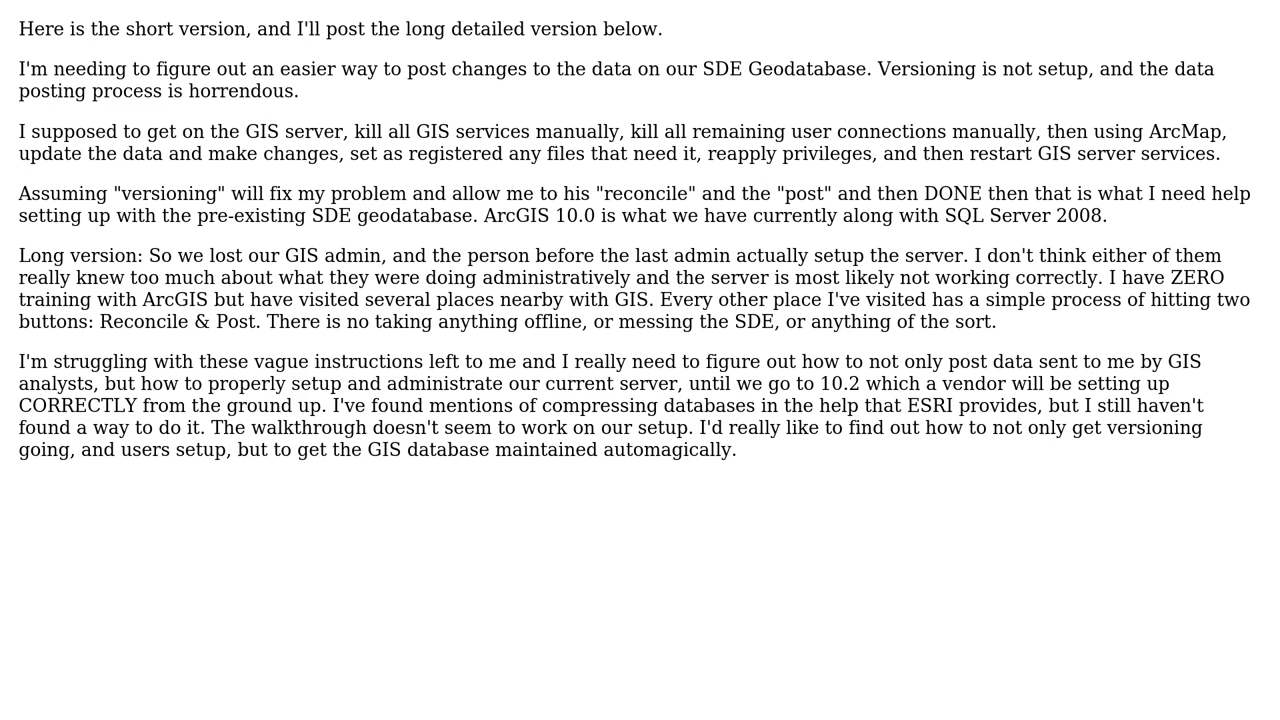 Here is the short version, and I'll post the long detailed version below.
I'm needing to figure out an easier way to post changes to the data on our SDE Geodatabase. Versioning is not setup, and the data
posting process is horrendous.
I supposed to get on the GIS server, kill all GIS services manually, kill all remaining user connections manually, then using ArcMap,
update the data and make changes, set as registered any files that need it, reapply privileges, and then restart GIS server services.
Assuming "versioning" will fix my problem and allow me to his "reconcile" and the "post" and then DONE then that is what I need help
setting up with the pre-existing SDE geodatabase. ArcGIS 10.0 is what we have currently along with SQL Server 2008.
Long version: So we lost our GIS admin, and the person before the last admin actually setup the server. I don't think either of them
really knew too much about what they were doing administratively and the server is most likely not working correctly. I have ZERO
training with ArcGIS but have visited several places nearby with GIS. Every other place I've visited has a simple process of hitting two
buttons: Reconcile & Post. There is no taking anything offline, or messing the SDE, or anything of the sort.
I'm struggling with these vague instructions left to me and I really need to figure out how to not only post data sent to me by GIS
analysts, but how to properly setup and administrate our current server, until we go to 10.2 which a vendor will be setting up
CORRECTLY from the ground up. I've found mentions of compressing databases in the help that ESRI provides, but I still haven't
found a way to do it. The walkthrough doesn't seem to work on our setup. I'd really like to find out how to not only get versioning
going, and users setup, but to get the GIS database maintained automagically.